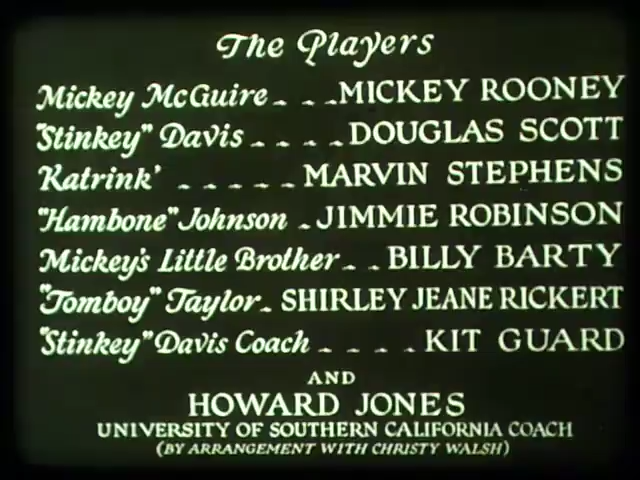 The Players
Mickey McGuire - - - MICKEY ROONEY
"Stinkey" Davis - - - - DOUGLAS SCOTT
'Katrink' - - - - - MARVIN STEPHENS
"Hambone" Johnson - JIMMIE ROBINSON
Mickey's Little Brother - - BILLY BARTY
"Tomboy" Taylor - SHIRLEY JEANE RICKERT
"Stinkey" Davis Coach - - - - KIT GUARD
AND
HOWARD JONES
UNIVERSITY OF SOUTHERN CALIFORNIA COACH
(BY ARRANGEMENT WITH CHRISTY WALSH)